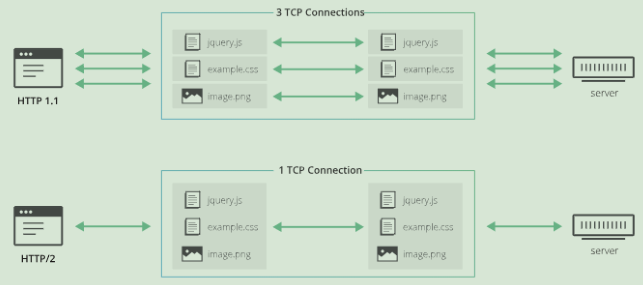 3 TCP Connections
jquery.js jquery.js
example.css example.css
image.png image.png
HTTP 1.1
server
1 TCP Connection
jquery.js jquery.js
example.css example.css
image.png image.png
HTTP/2
server